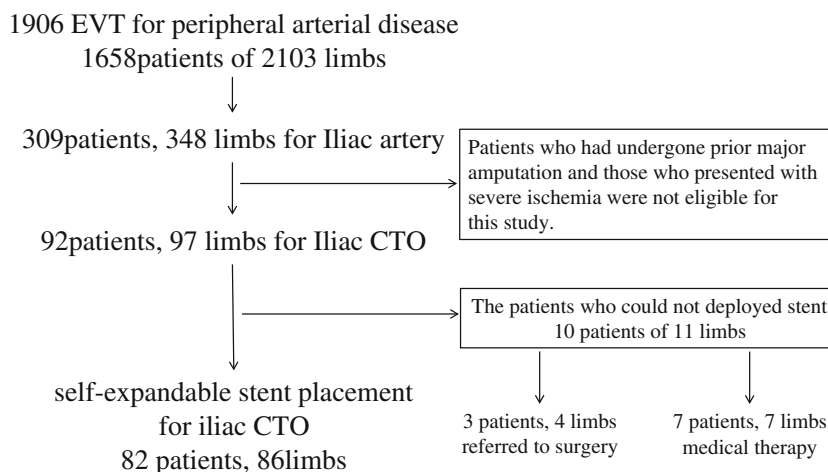 1906 EVT for peripheral arterial disease
1658patients of 2103 limbs
309patients, 348 limbs for Iliac artery
Patients who had undergone prior major
amputation and those who presented with
severe ischemia were not eligible for
this study.
92patients, 97 limbs for Iliac CTO
The patients who could not deployed stent
10 patients of 11 limbs
self-expandable stent placement
for iliac CTO
82 patients, 86limbs
3 patients, 4 limbs
referred to surgery
7 patients, 7 limbs
medical therapy